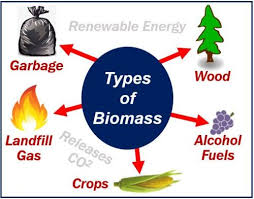 Renewable Energy
Garbage
Wood
Types
of
Biomass
Landfill
Gas
Alcohol
Fuels
Releases
CO²
Crops